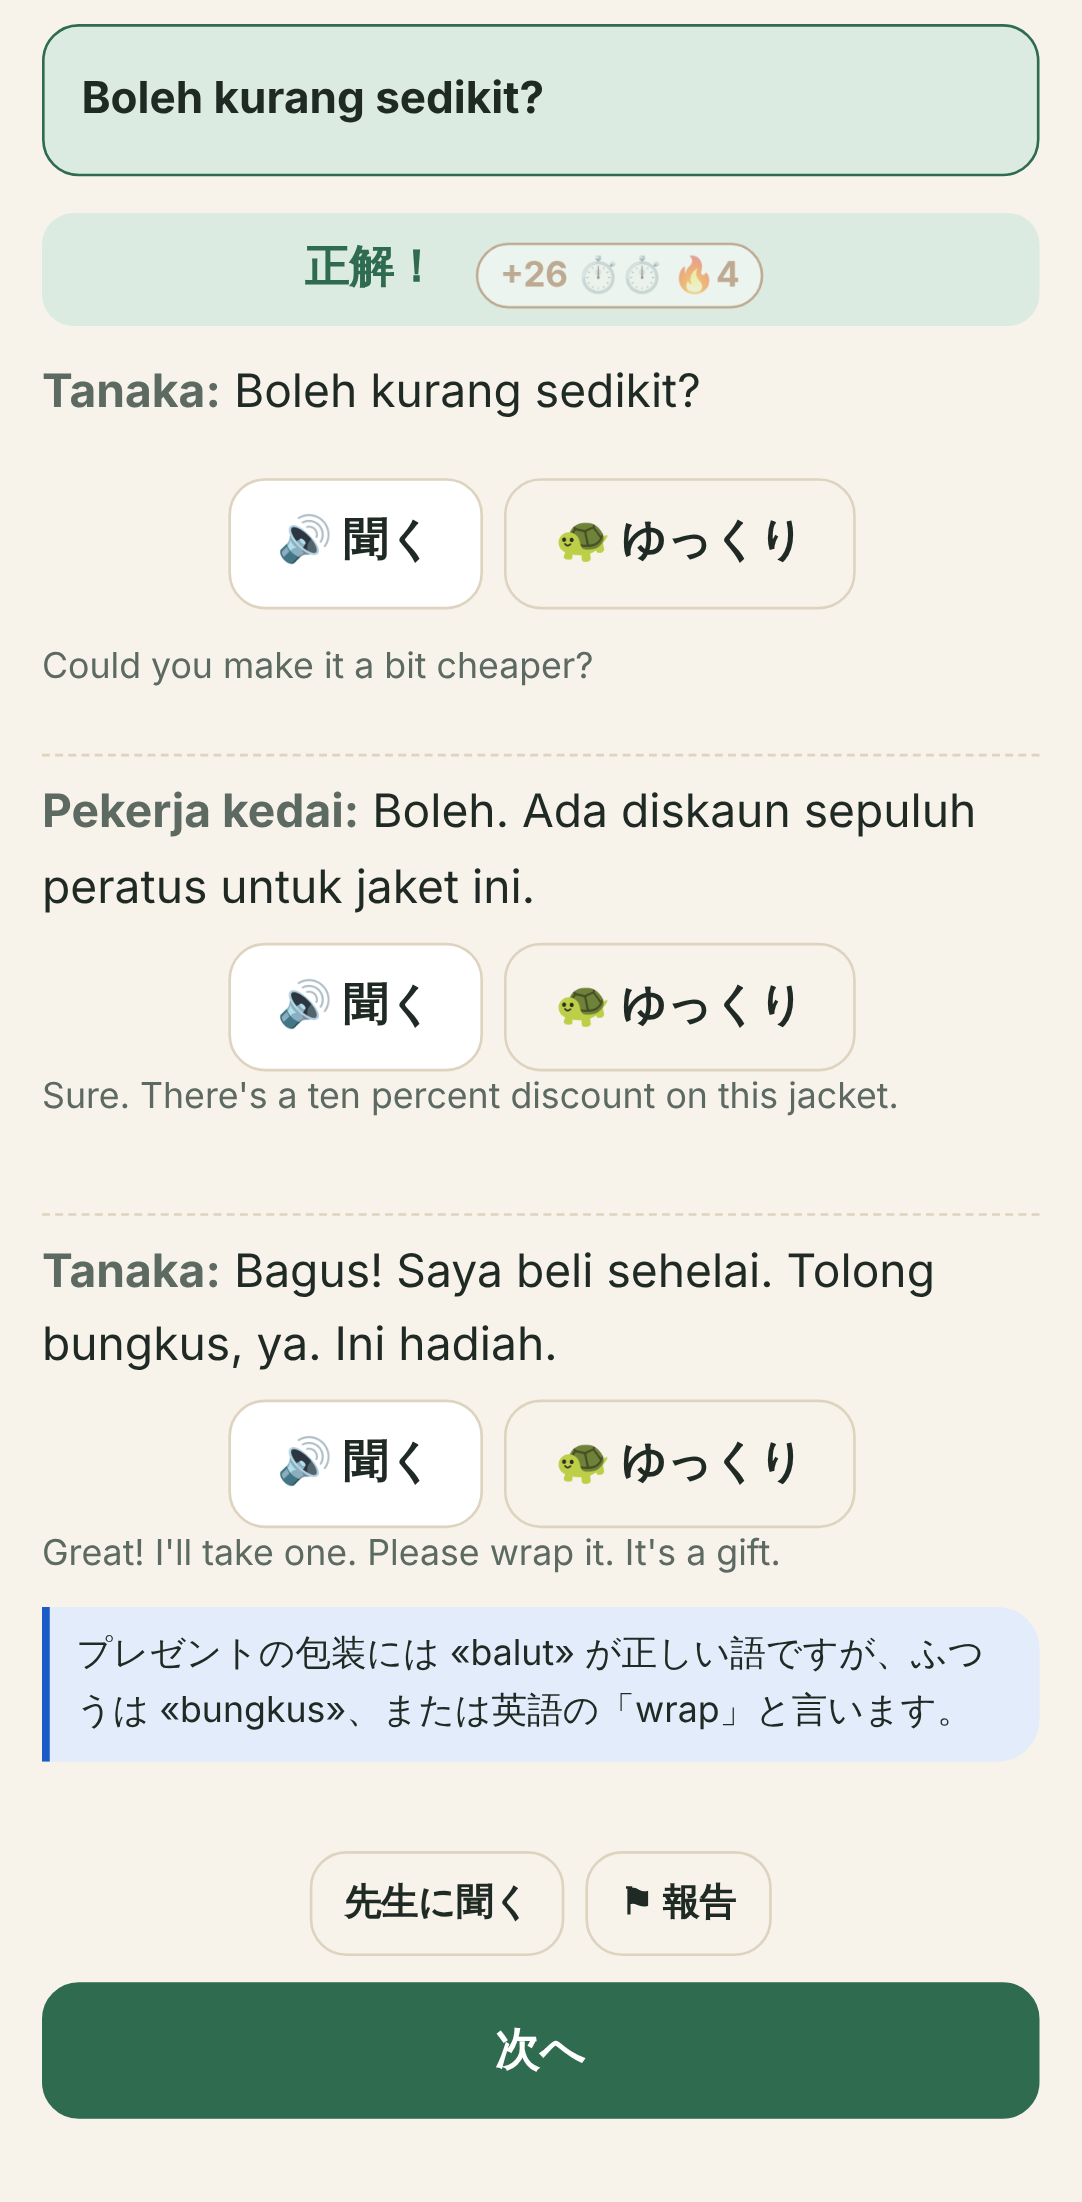 Boleh kurang sedikit?
正解！ +26 ⏱️⏱️ 🔥4
Tanaka: Boleh kurang sedikit?
🔊 聞く 🐢 ゆっくり
Could you make it a bit cheaper?
Pekerja kedai: Boleh. Ada diskaun sepuluh
peratus untuk jaket ini.
🔊 聞く 🐢 ゆっくり
Sure. There's a ten percent discount on this jacket.
Tanaka: Bagus! Saya beli sehelai. Tolong
bungkus, ya. Ini hadiah.
🔊 聞く 🐢 ゆっくり
Great! I'll take one. Please wrap it. It's a gift.
プレゼントの包装には «balut» が正しい語ですが、ふつ
うは «bungkus»、または英語の「wrap」と言います。
先生に聞く ⚑ 報告
次へ